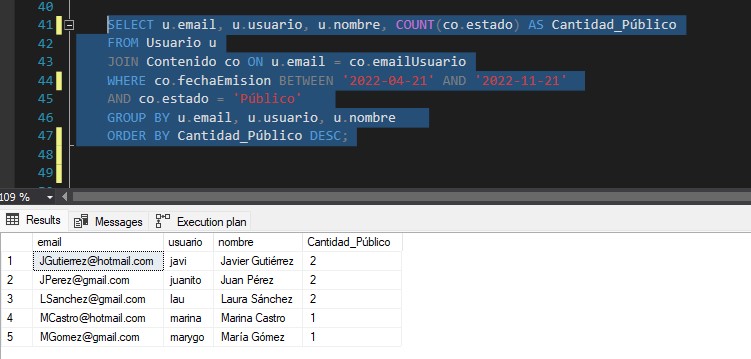 40
41 SELECT u.email, u.usuario, u.nombre, COUNT(co.estado) AS Cantidad_Público
42 FROM Usuario u
43 JOIN Contenido co ON u.email = co.emailUsuario
44 WHERE co.fechaEmision BETWEEN '2022-04-21' AND '2022-11-21'
45 AND co.estado = 'Público'
46 GROUP BY u.email, u.usuario, u.nombre
47 ORDER BY Cantidad_Público DESC;
48
49
109 %
Results Messages Execution plan
email usuario nombre Cantidad_Público
1 JGutierrez@hotmail.com javi Javier Gutiérrez 2
2 JPerez@gmail.com juanito Juan Pérez 2
3 LSanchez@gmail.com lau Laura Sánchez 2
4 MCastro@hotmail.com marina Marina Castro 1
5 MGomez@gmail.com marygo María Gómez 1